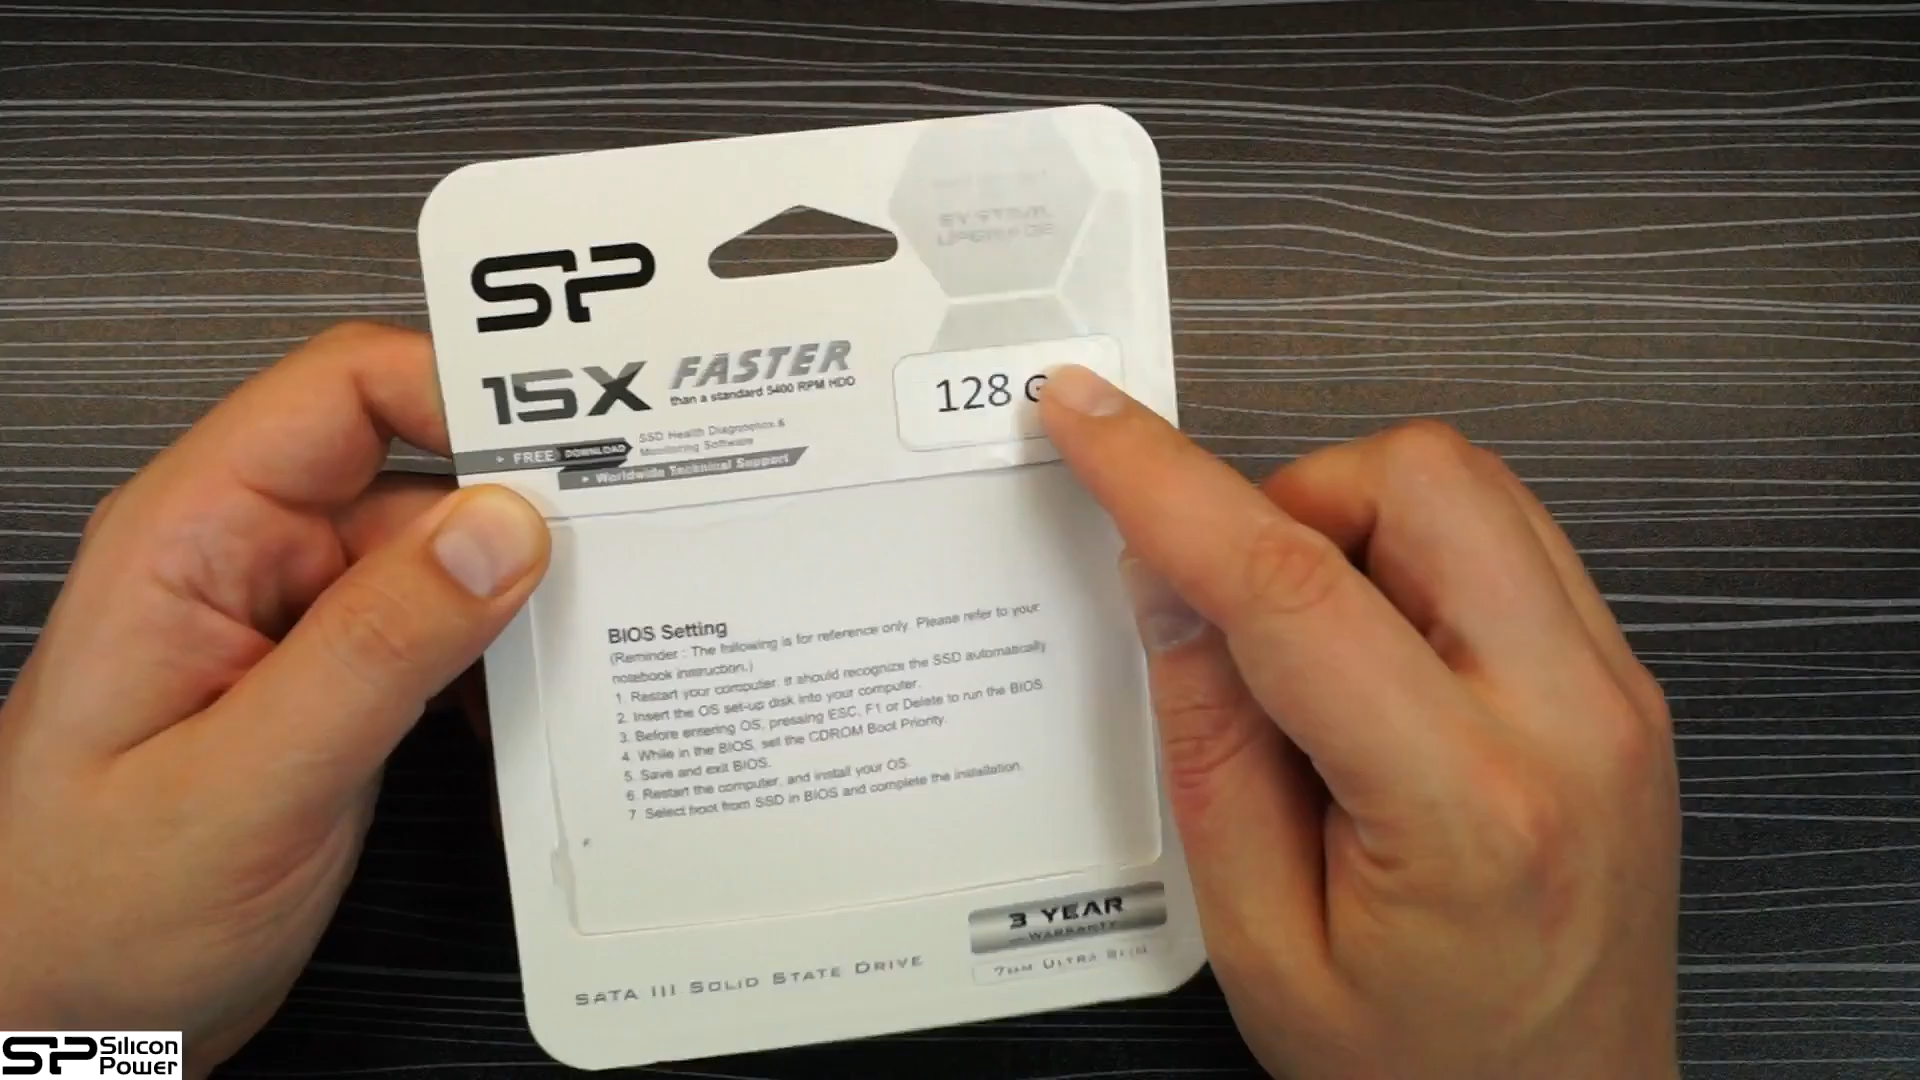 SYSTEM
UPGRADE
SP
15X FASTER
than a standard 5400 RPM HDD
128 G
FREE DOWNLOAD
SSD Health Diagnostics &
Monitoring Software
Worldwide Technical Support
BIOS Setting
(Reminder : The following is for reference only. Please refer to your
notebook instruction.)
1. Restart your computer. It should recognize the SSD automatically
2. Insert the OS set-up disk into your computer.
3. Before entering OS, pressing ESC, F1 or Delete to run the BIOS
4. While in the BIOS, set the CDROM Boot Priority.
5. Save and exit BIOS.
6. Restart the computer, and install your OS.
7 Select boot from SSD in BIOS and complete the installation.
3 YEAR
WARRANTY
7mm Ultra Slim
SATA III Solid State Drive
SP Silicon
Power